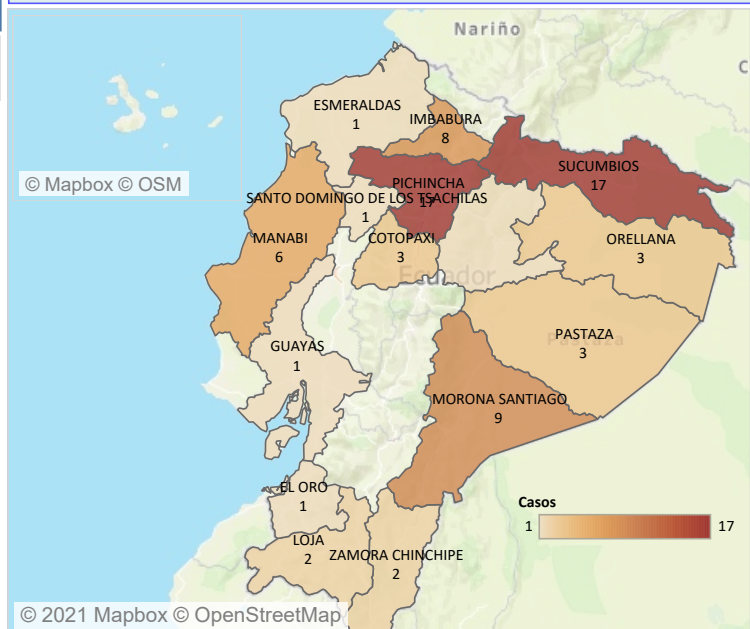 Nariño
C
ESMERALDAS
1
IMBABURA
8
© Mapbox © OSM
PICHINCHA
17
SUCUMBIOS
17
SANTO DOMINGO DE LOS TSACHILAS
1
MANABI
6
COTOPAXI
3
ORELLANA
3
Ecuador
PASTAZA
3
Pastaza
GUAYAS
1
MORONA SANTIAGO
9
EL ORO
1
LOJA
2
ZAMORA CHINCHIPE
2
Casos
1 17
© 2021 Mapbox © OpenStreetMap